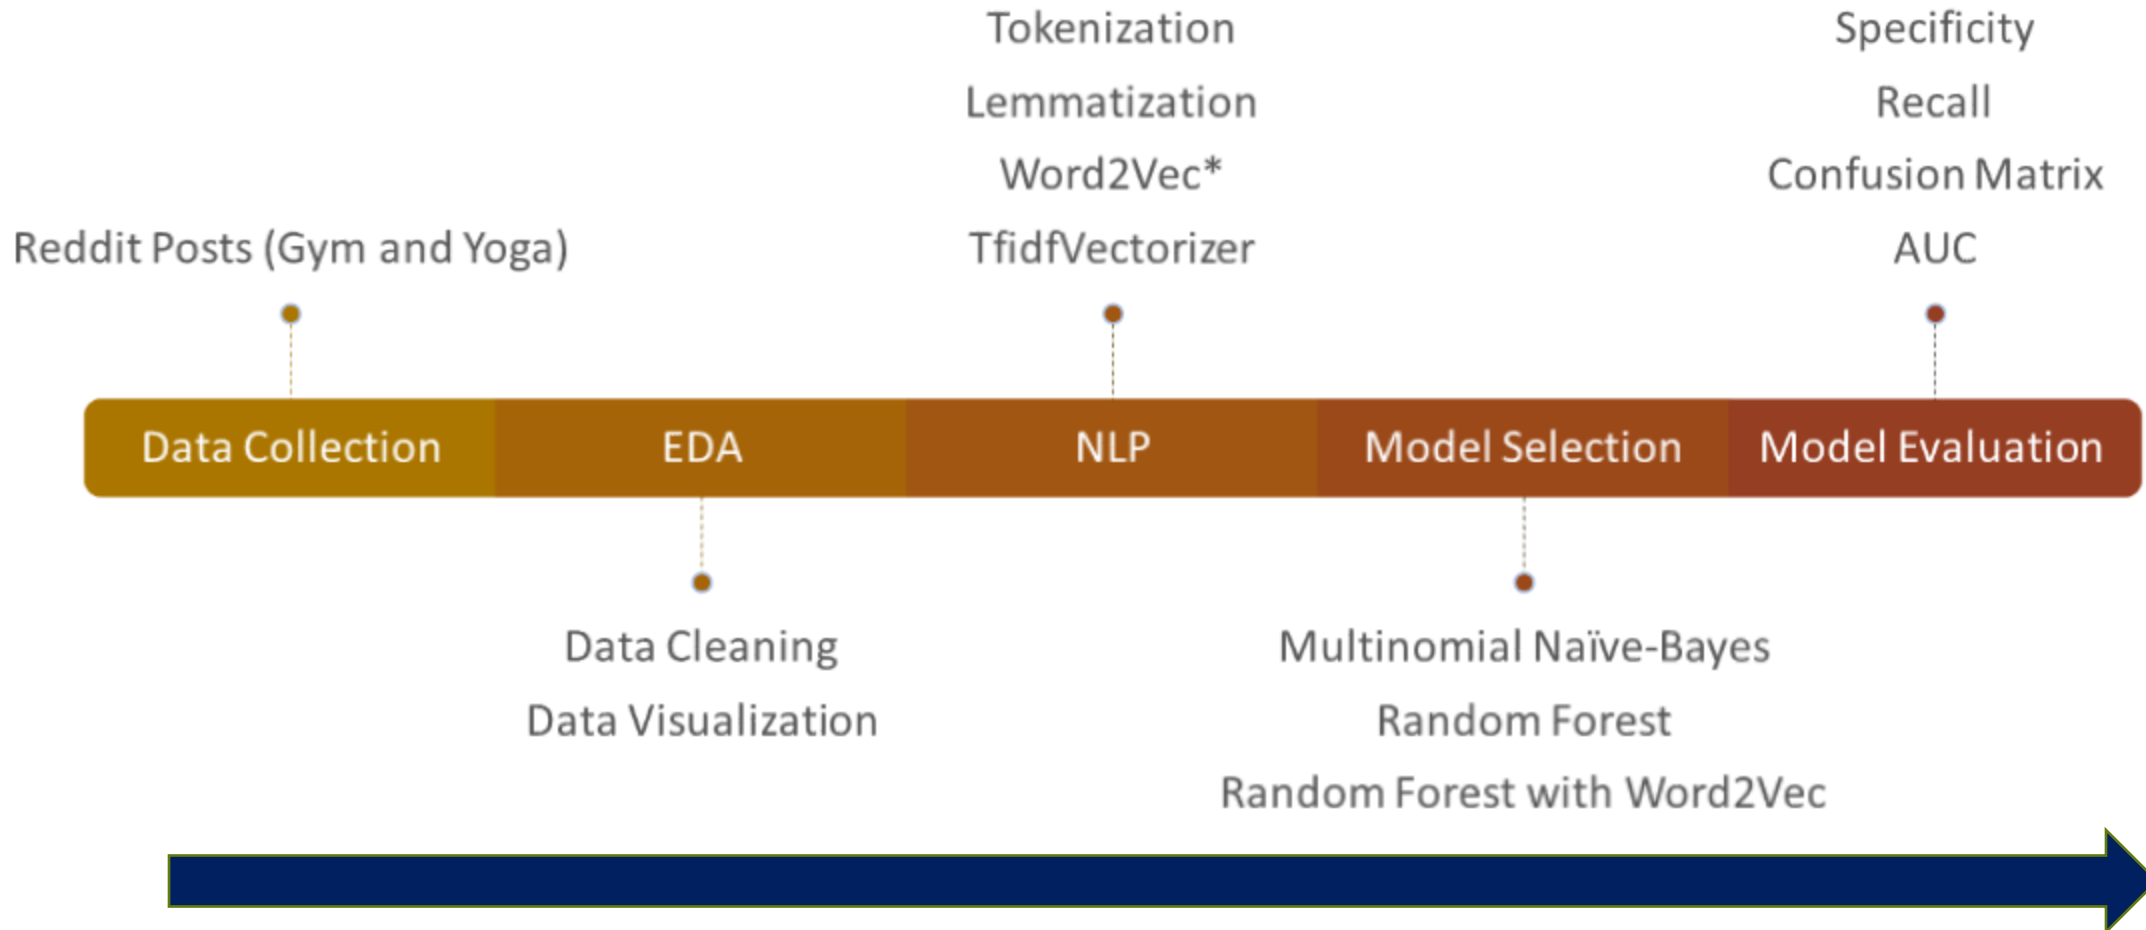 Tokenization
Lemmatization
Word2Vec*
TfidfVectorizer
Specificity
Recall
Confusion Matrix
AUC
Reddit Posts (Gym and Yoga)
Data Collection
EDA
NLP
Model Selection
Model Evaluation
Data Cleaning
Data Visualization
Multinomial Naïve-Bayes
Random Forest
Random Forest with Word2Vec